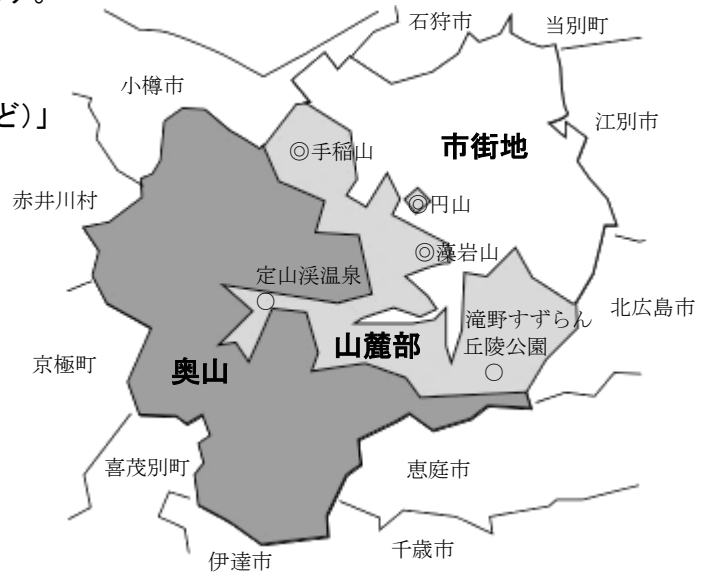 す。
石狩市
当別町
小樽市
ど）」
江別市
◎手稲山
市街地
赤井川村
◎円山
◎藻岩山
定山渓温泉
○
北広島市
滝野すずらん
丘陵公園
○
山麓部
京極町
奥山
喜茂別町
恵庭市
千歳市
伊達市